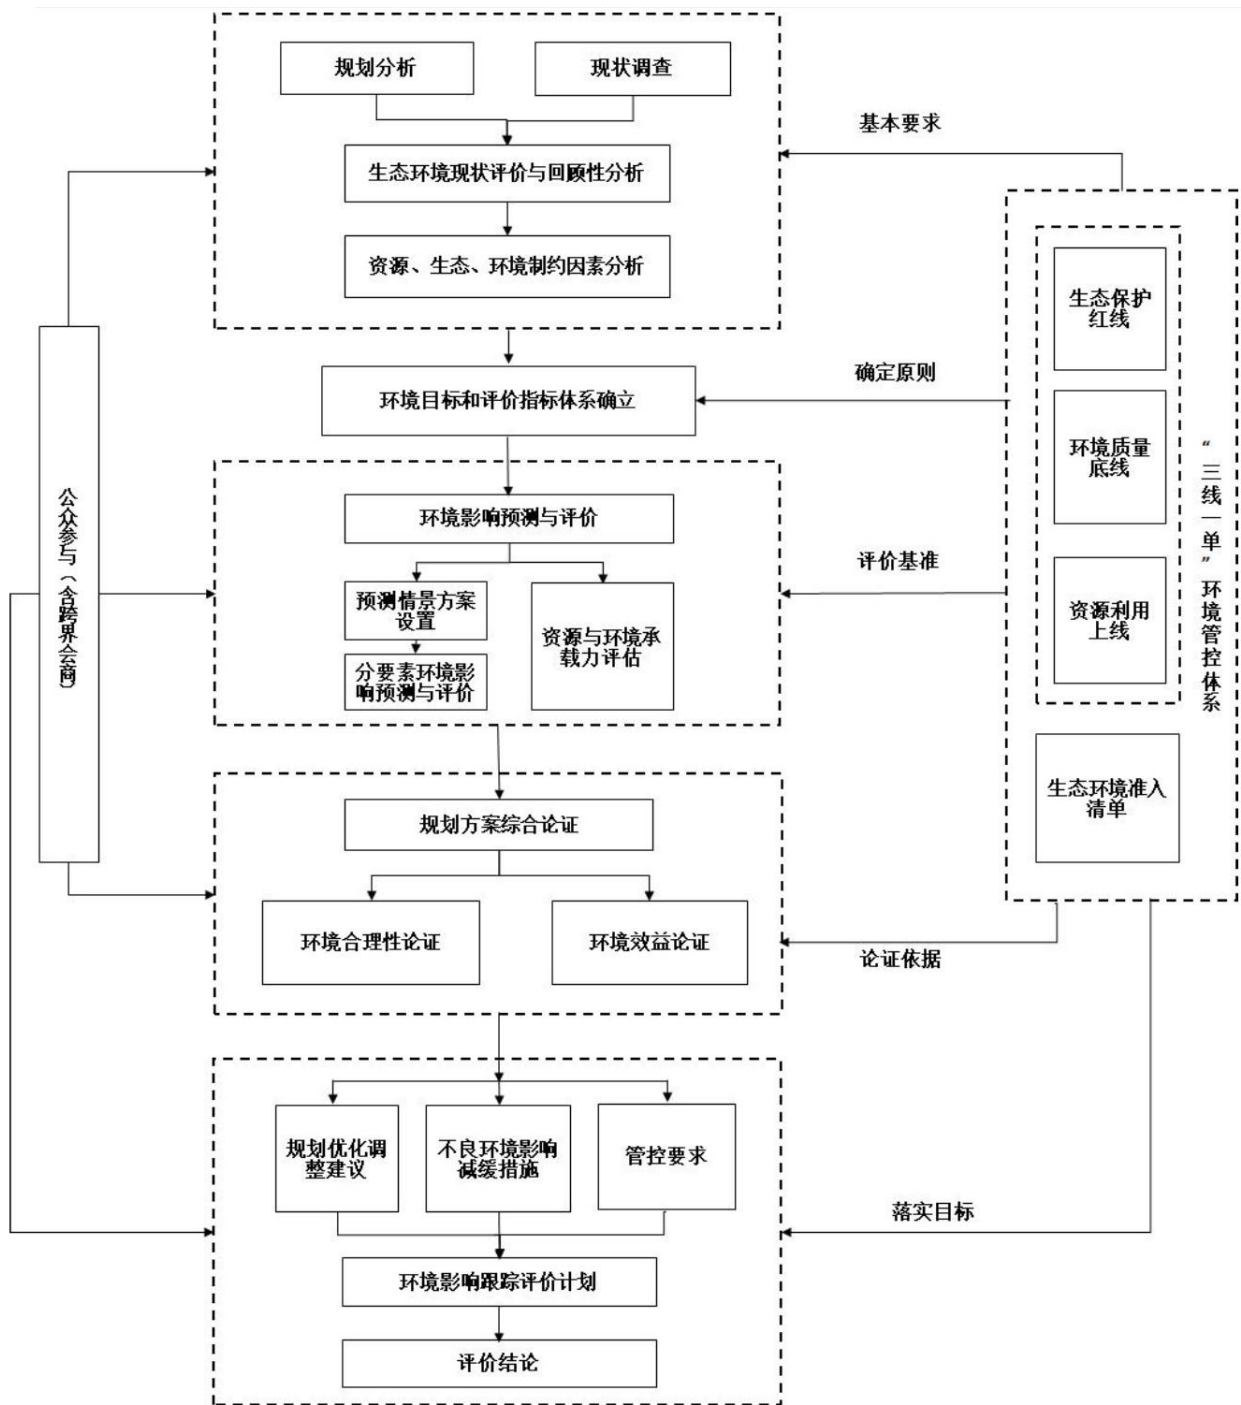 规划分析
现状调查
基本要求
生态环境现状评价与回顾性分析
资源、生态、环境制约因素分析
生态保护
红线
确定原则
环境目标和评价指标体系确立
环境质量
底线
“三线一单”环境管控体系
公众参与（含跨界会商）
环境影响预测与评价
评价基准
预测情景方案
设置
资源与环境承
载力评估
资源利用
上线
分要素环境影
响预测与评价
生态环境准入
清单
规划方案综合论证
环境合理性论证
环境效益论证
论证依据
规划优化调
整建议
不良环境影响
减缓措施
管控要求
落实目标
环境影响跟踪评价计划
评价结论